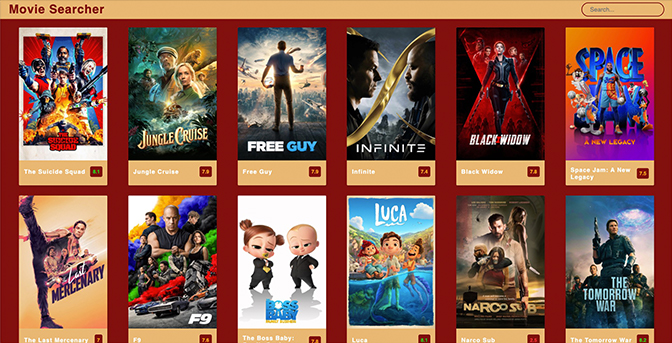 Movie Searcher
Search...
THE
SUICIDE
SQUAD
JUNGLE CRUISE
FREE GUY
INFINITE
BLACK WIDOW
SPACE
JAM
A NEW LEGACY
The Suicide Squad 8.1
Jungle Cruise 7.9
Free Guy 7.9
Infinite 7.4
Black Widow 7.8
Space Jam: A New
Legacy 7.5
The Last
MERCENARY
F9
BOSS
BABY
LUCA
NARCO SUB
THE
TOMORROW
WAR
The Last Mercenary 7
F9 7.6
The Boss Baby:
7.8
Luca 8.1
Narco Sub
The Tomorrow War 8.2